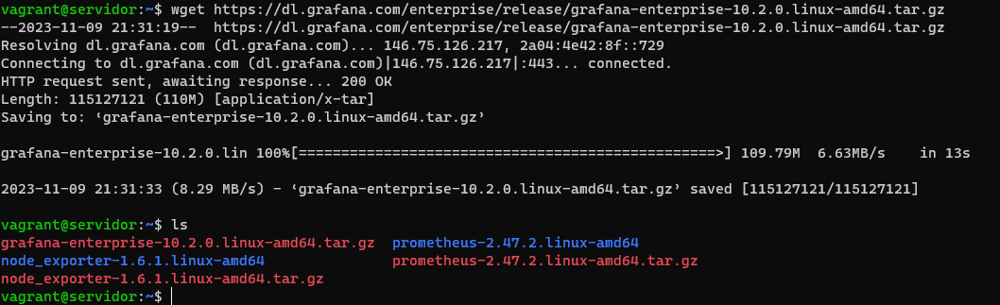 vagrant@servidor:~$ wget https://dl.grafana.com/enterprise/release/grafana-enterprise-10.2.0.linux-amd64.tar.gz
--2023-11-09 21:31:19--  https://dl.grafana.com/enterprise/release/grafana-enterprise-10.2.0.linux-amd64.tar.gz
Resolving dl.grafana.com (dl.grafana.com)... 146.75.126.217, 2a04:4e42:8f::729
Connecting to dl.grafana.com (dl.grafana.com)|146.75.126.217|:443... connected.
HTTP request sent, awaiting response... 200 OK
Length: 115127121 (110M) [application/x-tar]
Saving to: ‘grafana-enterprise-10.2.0.linux-amd64.tar.gz’
grafana-enterprise-10.2.0.lin 100%[=================================================>] 109.79M  6.63MB/s    in 13s
2023-11-09 21:31:33 (8.29 MB/s) - ‘grafana-enterprise-10.2.0.linux-amd64.tar.gz’ saved [115127121/115127121]
vagrant@servidor:~$ ls
grafana-enterprise-10.2.0.linux-amd64.tar.gz  prometheus-2.47.2.linux-amd64
node_exporter-1.6.1.linux-amd64               prometheus-2.47.2.linux-amd64.tar.gz
node_exporter-1.6.1.linux-amd64.tar.gz
vagrant@servidor:~$